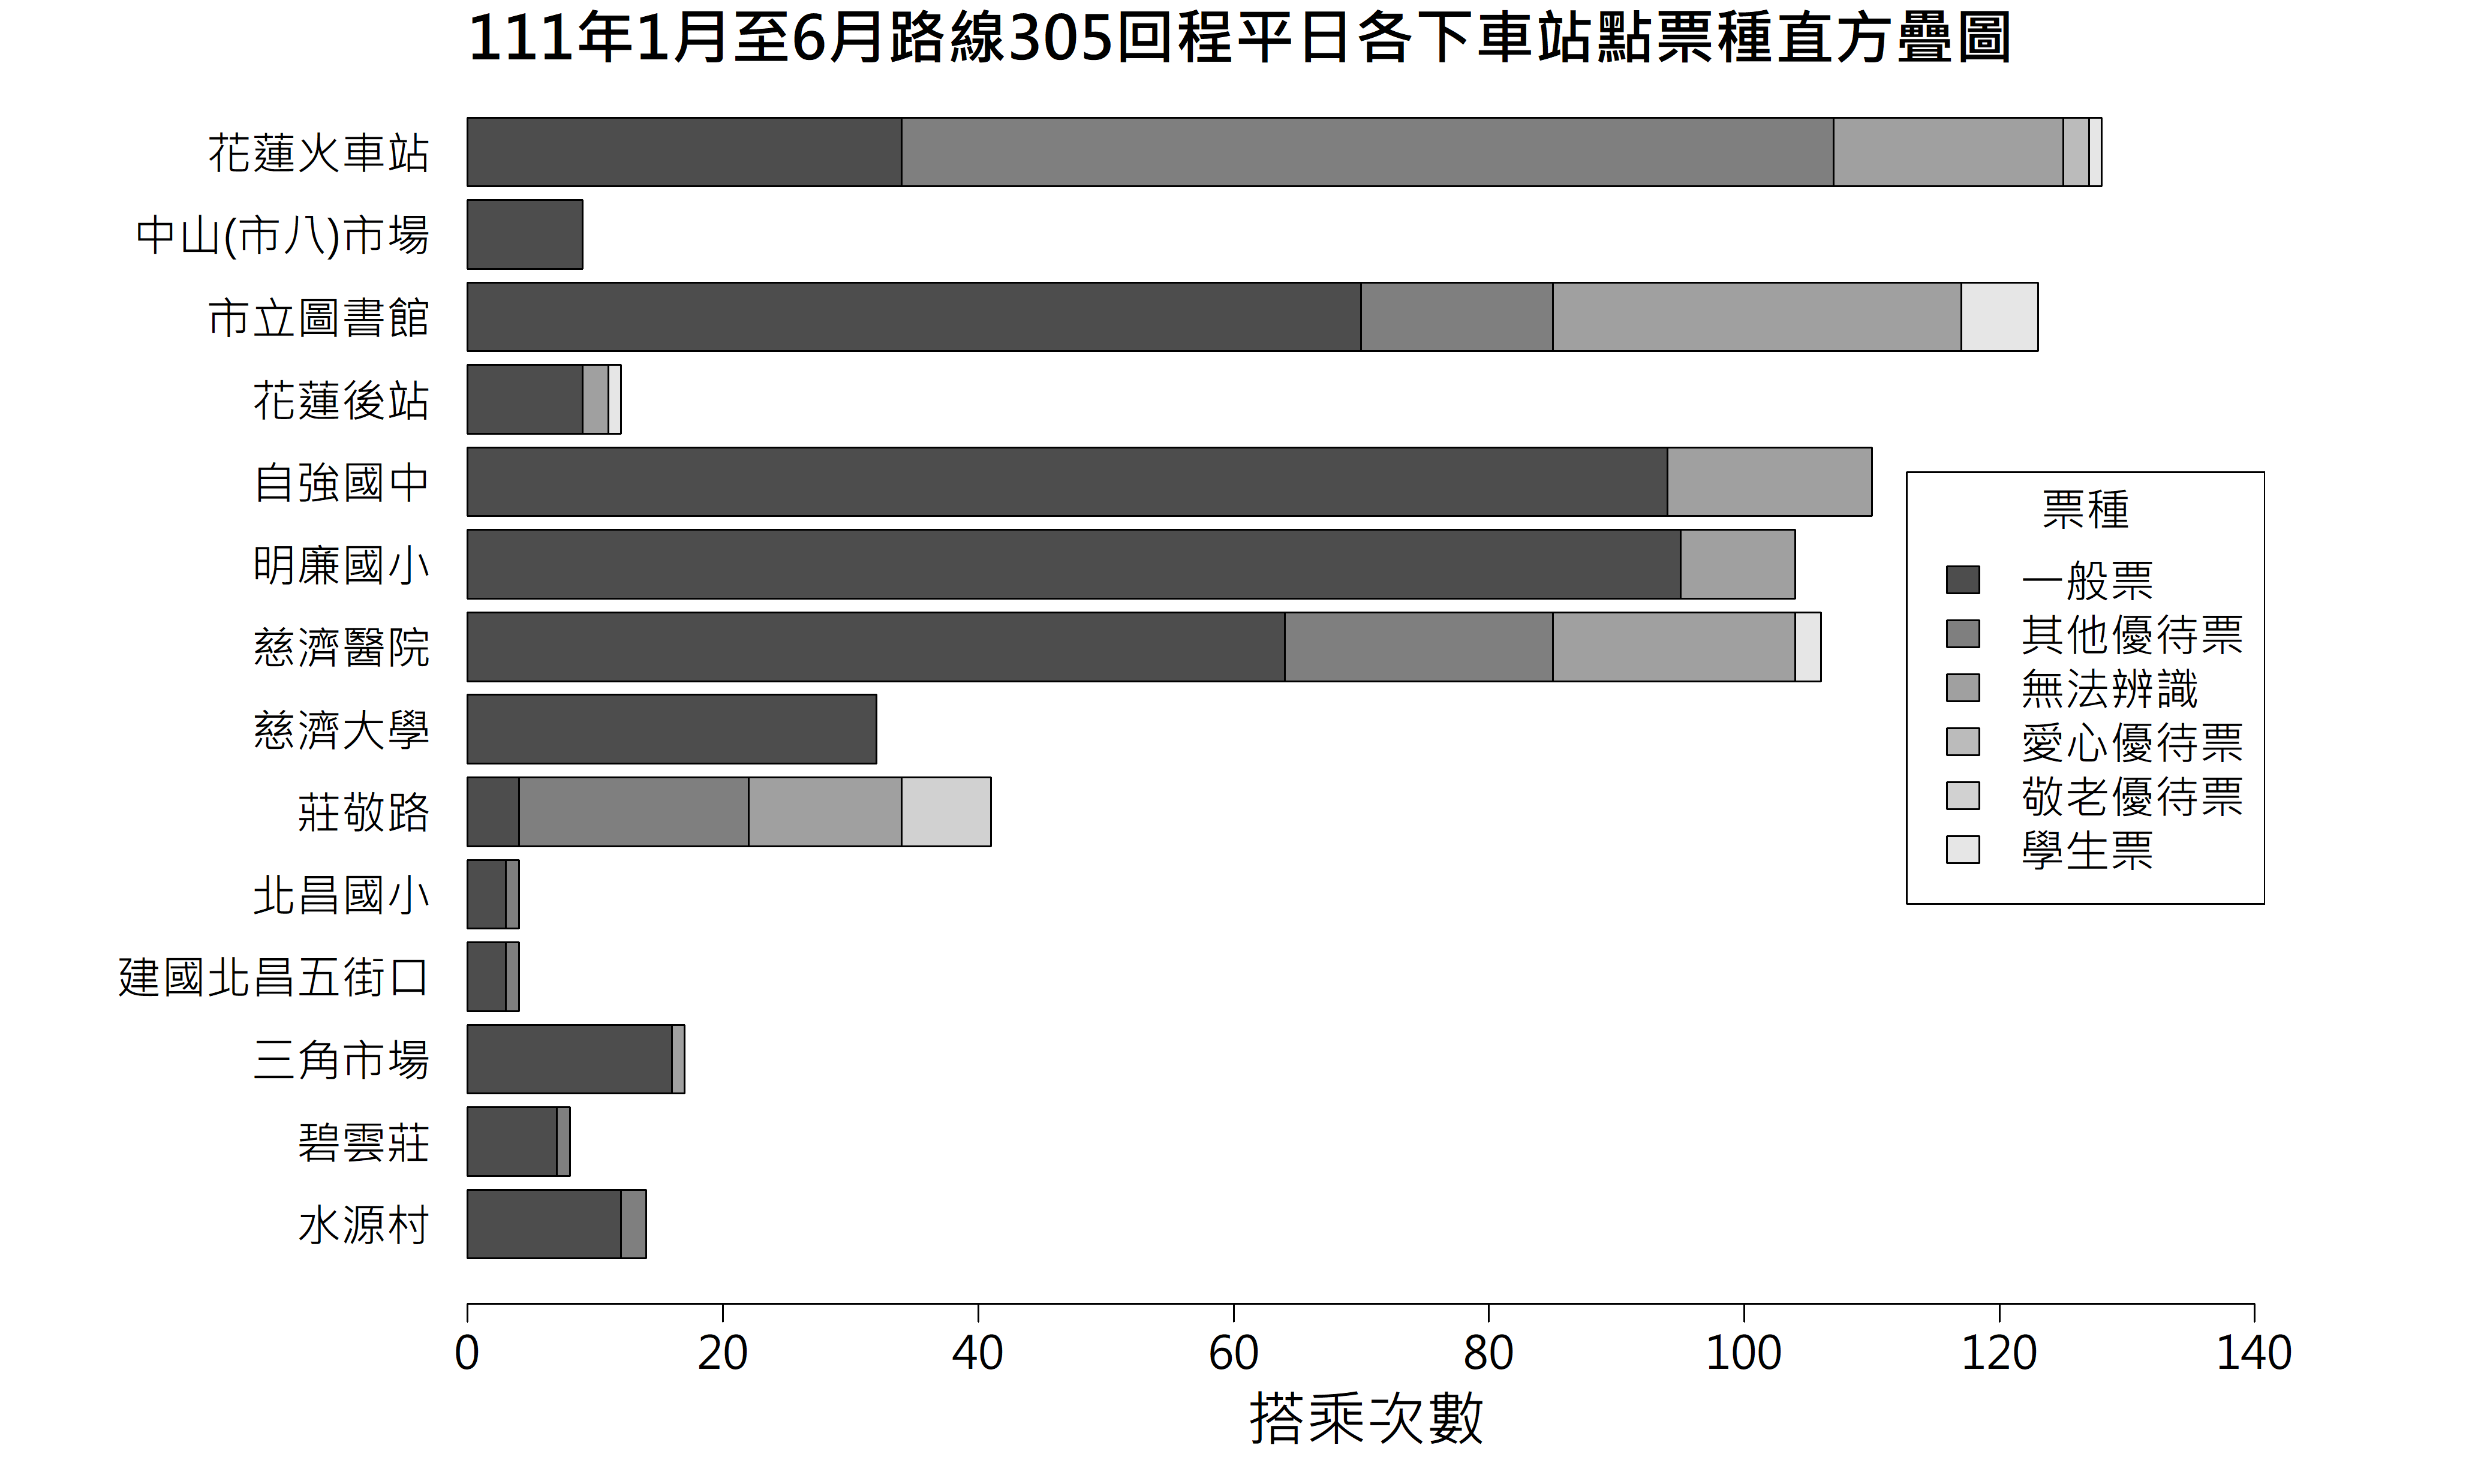 111年1月至6月路線305回程平日各下車站點票種直方疊圖
花蓮火車站
中山(市八)市場
市立圖書館
花蓮後站
自強國中
明廉國小
慈濟醫院
慈濟大學
莊敬路
北昌國小
建國北昌五街口
三角市場
碧雲莊
水源村
票種
一般票
其他優待票
無法辨識
愛心優待票
敬老優待票
學生票
0 20 40 60 80 100 120 140
搭乘次數